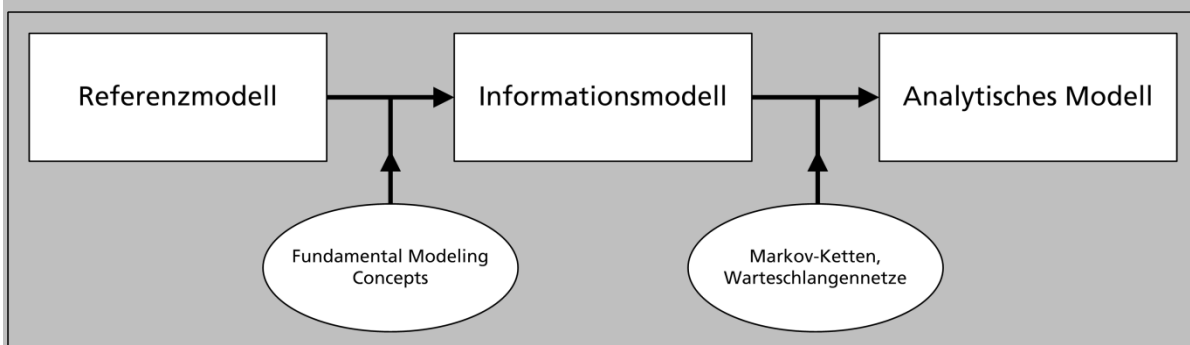 Referenzmodell
Informationsmodell
Analytisches Modell
Fundamental Modeling
Concepts
Markov-Ketten,
Warteschlangennetze